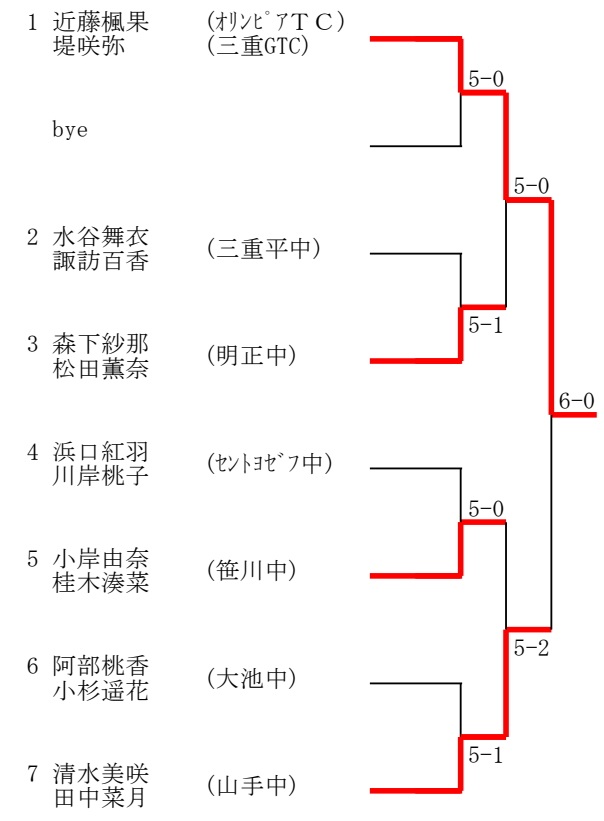 1 近藤楓果 (ｵﾘﾝﾋﾟｱＴＣ)
堤咲弥 (三重GTC)
5-0
bye
5-0
2 水谷舞衣
諏訪百香
(三重平中)
5-1
3 森下紗那
松田薫奈
(明正中)
6-0
4 浜口紅羽
川岸桃子
(ｾﾝﾄﾖｾﾞﾌ中)
5-0
5 小岸由奈
桂木湊菜
(笹川中)
5-2
6 阿部桃香
小杉遥花
(大池中)
5-1
7 清水美咲
田中菜月
(山手中)